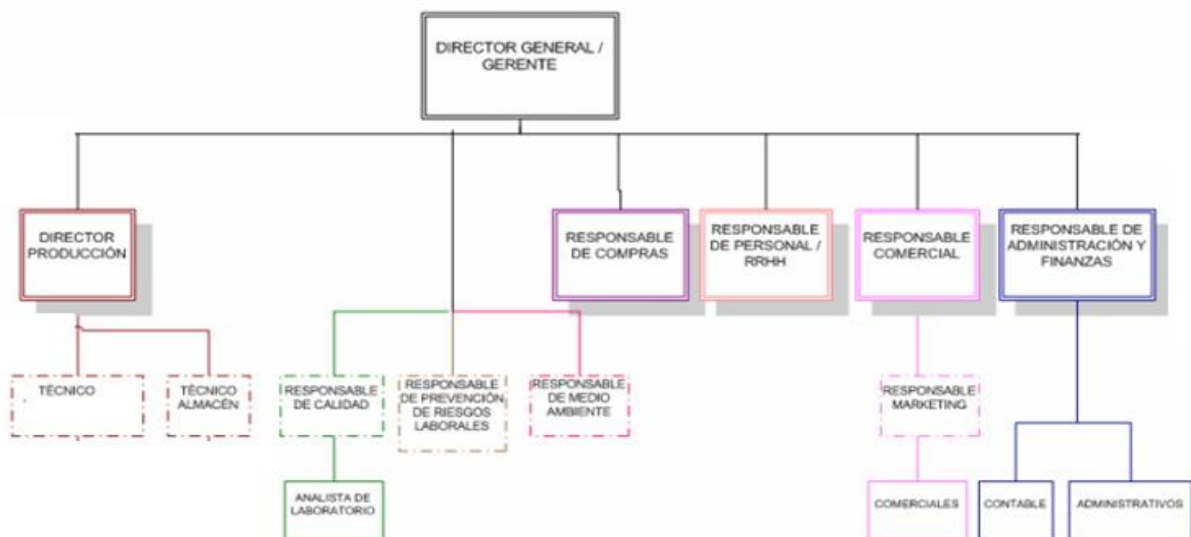 DIRECTOR GENERAL /
GERENTE
DIRECTOR
PRODUCCIÓN
RESPONSABLE
DE COMPRAS
RESPONSABLE
DE PERSONAL /
RRHH
RESPONSABLE
COMERCIAL
RESPONSABLE DE
ADMINISTRACIÓN Y
FINANZAS
TÉCNICO
TÉCNICO
ALMACÉN
RESPONSABLE
DE CALIDAD
RESPONSABLE
DE PREVENCIÓN
DE RIESGOS
LABORALES
RESPONSABLE
DE MEDIO
AMBIENTE
RESPONSABLE
MARKETING
ANALISTA DE
LABORATORIO
COMERCIALES
CONTABLE
ADMINISTRATIVOS